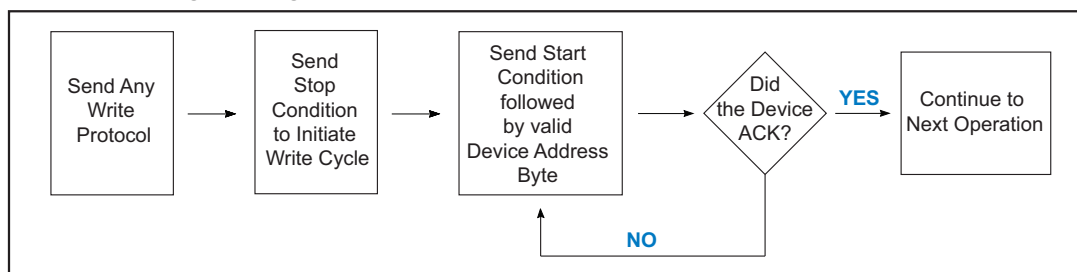 Send Any
Write
Protocol
Send
Stop
Condition
to Initiate
Write Cycle
Send Start
Condition
followed
by valid
Device Address
Byte
Did
the Device
ACK?
YES
Continue to
Next Operation
NO